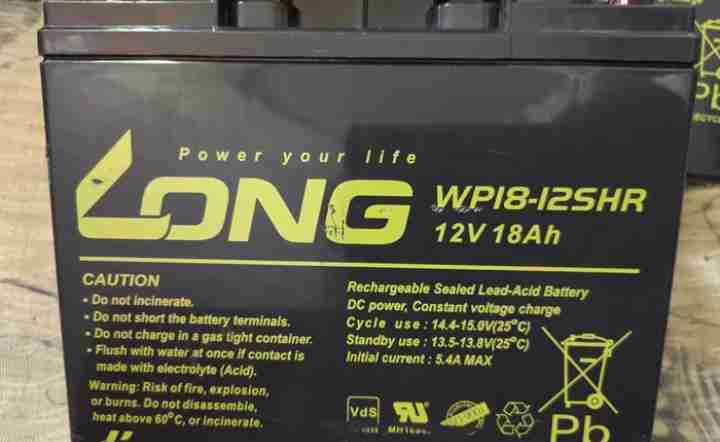 Power your life
LONG
WP18-12SHR
12V 18Ah
CAUTION
• Do not incinerate.
• Do not short the battery terminals.
• Do not charge in a gas tight container.
• Flush with water at once if contact is
made with electrolyte (Acid).
Warning: Risk of fire, explosion,
or burns. Do not disassemble,
heat above 60°C, or incinerate.
Rechargeable Sealed Lead-Acid Battery
DC power, Constant voltage charge
Cycle use : 14.4-15.0V(25°C)
Standby use : 13.5-13.8V(25°C)
Initial current : 5.4A MAX
VdS
Pb
Pb